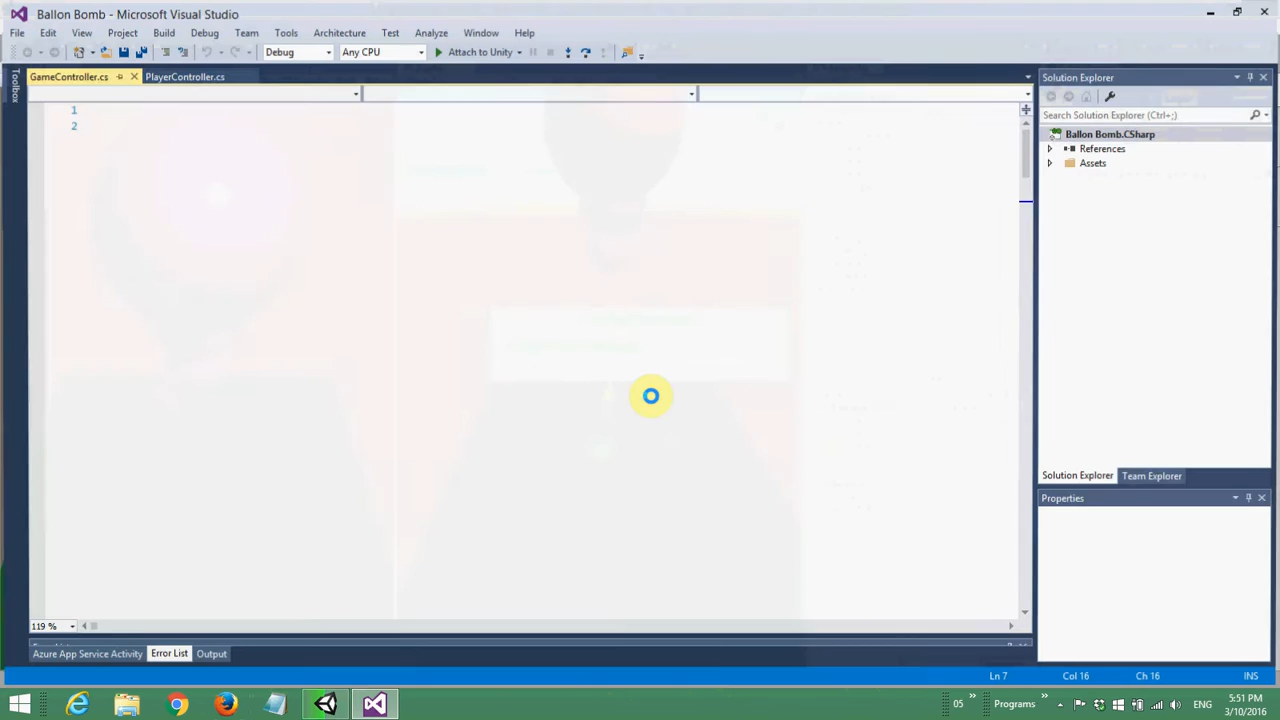 Ballon Bomb - Microsoft Visual Studio
File Edit View Project Build Debug Team Tools Architecture Test Analyze Window Help
Debug Any CPU Attach to Unity
Toolbox
GameController.cs PlayerController.cs
1
2
Solution Explorer
Search Solution Explorer (Ctrl+;)
Ballon Bomb.CSharp
References
Assets
Solution Explorer Team Explorer
Properties
119 %
Azure App Service Activity Error List Output
Ln 7 Col 16 Ch 16 INS
05 » Programs » ENG 5:51 PM
3/10/2016